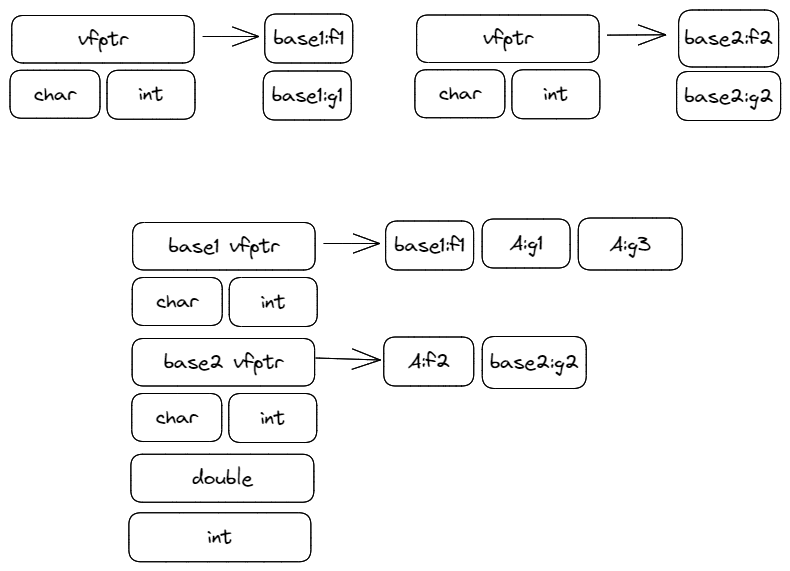 vfptr base1:f1 vfptr base2:f2
char int base1:g1 char int base2:g2
base1 vfptr base1:f1 A:g1 A:g3
char int
base2 vfptr A:f2 base2:g2
char int
double
int